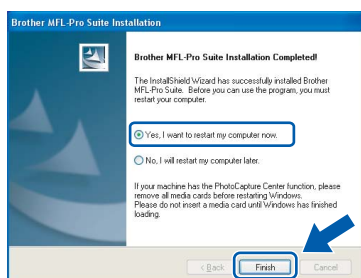 Brother MFL-Pro Suite Installation
Brother MFL-Pro Suite Installation Completed!
The InstallShield Wizard has successfully installed Brother
MFL-Pro Suite. Before you can use the program, you must
restart your computer.
Yes, I want to restart my computer now.
No, I will restart my computer later.
If your machine has the PhotoCapture Center function, please
remove all media cards before restarting Windows.
Please do not insert a media card until Windows has finished
loading.
< Back Finish Cancel